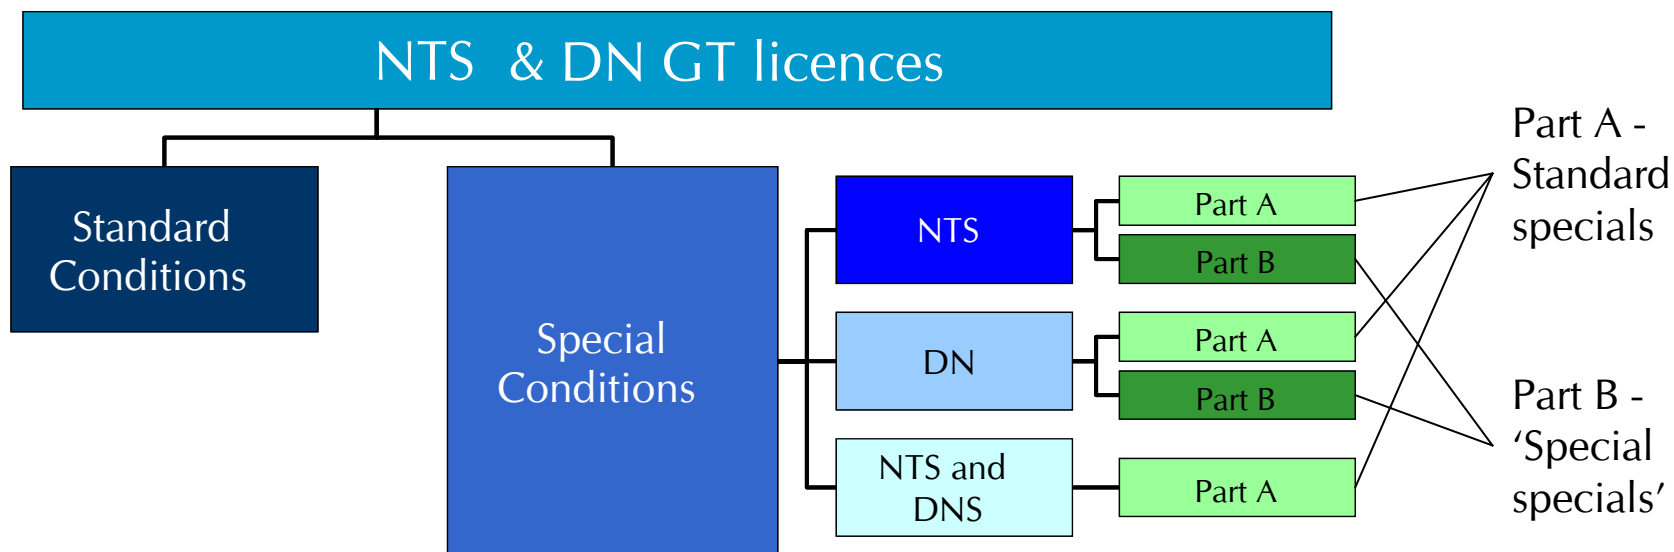 NTS & DN GT licences
Standard
Conditions
Special
Conditions
NTS
Part A
Part B
DN
Part A
Part B
NTS and
DNS
Part A
Part A -
Standard
specials
Part B -
‘Special
specials’